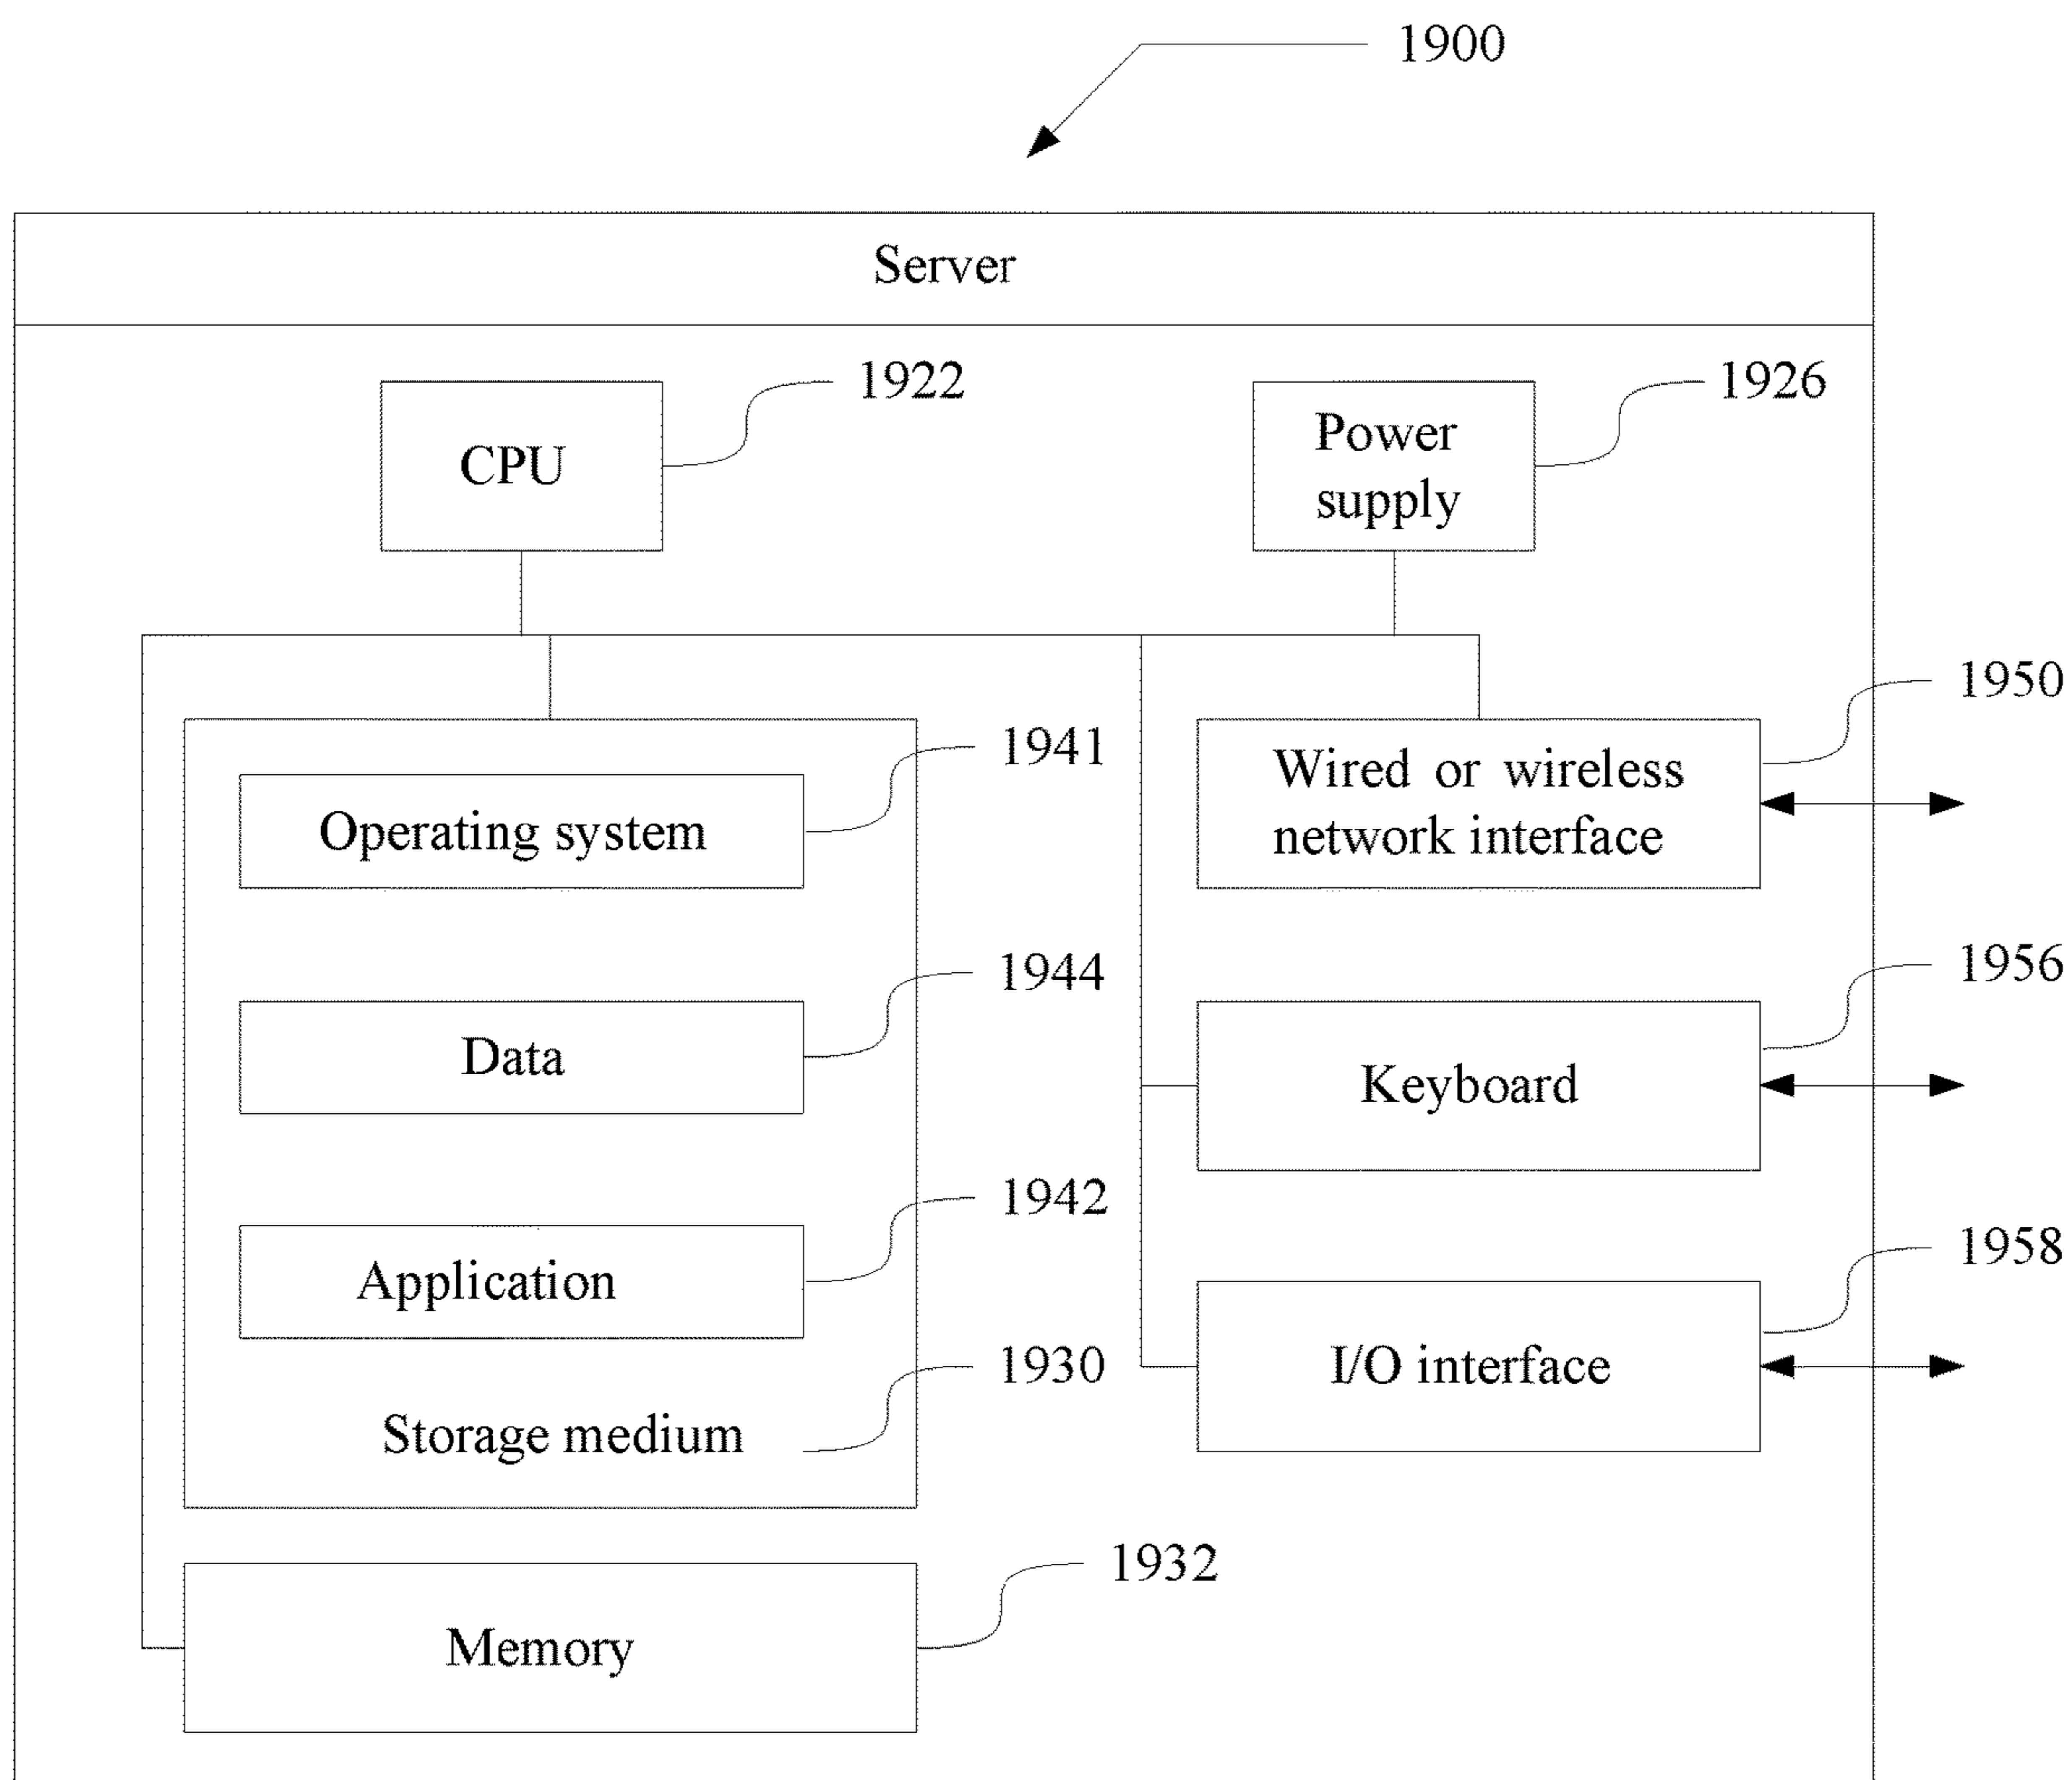 1900
Server
1922
1926
CPU
Power
supply
1950
1941
Wired or wireless
network interface
Operating system
1944
1956
Data
Keyboard
1942
1958
Application
1930
I/O interface
Storage medium
1932
Memory